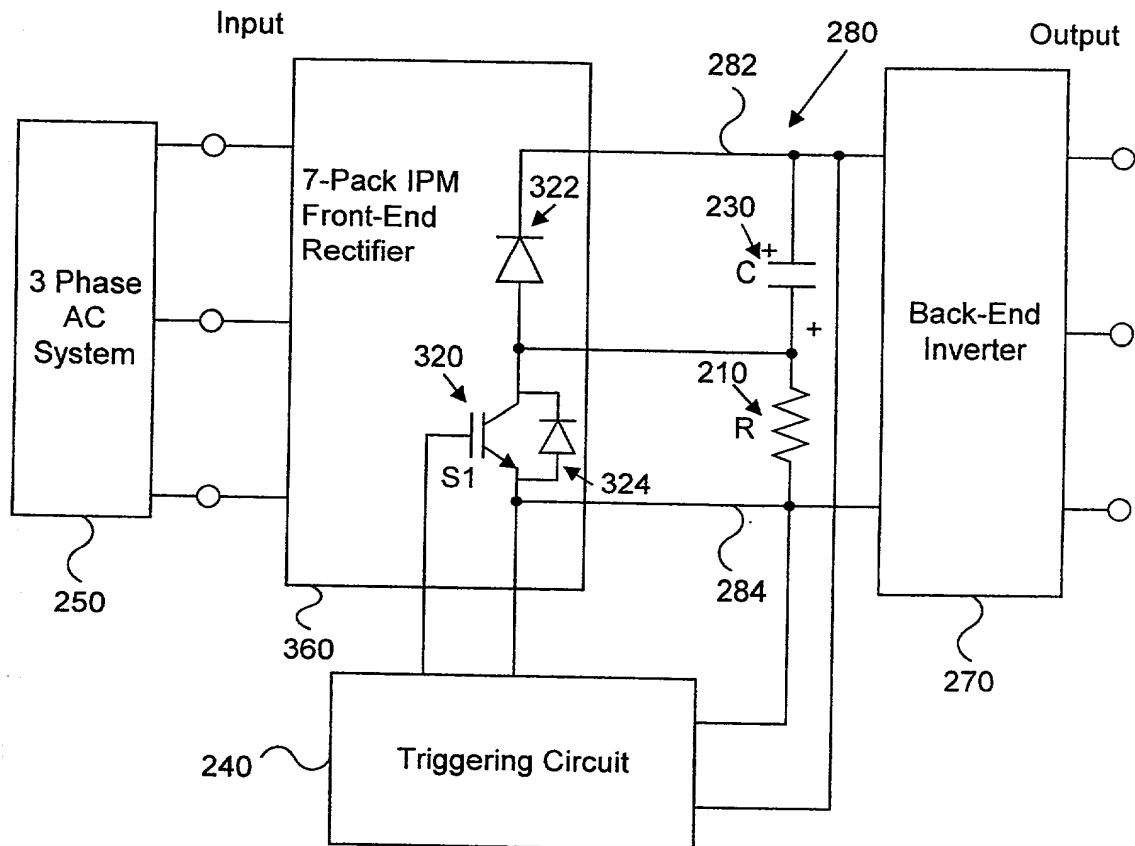 Input
280
Output
282
7-Pack IPM
Front-End
Rectifier
322
230
+
C
3 Phase
AC
System
Back-End
Inverter
+
320
210
R
S1
324
284
250
360
270
240
Triggering Circuit